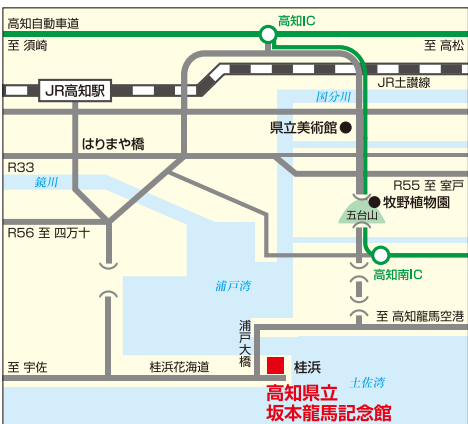 高知自動車道
高知IC
至 須崎
至 高松
JR高知駅
JR土讃線
国分川
県立美術館
はりまや橋
R33
鏡川
R55 至 室戸
牧野植物園
五台山
R56 至 四万十
高知南IC
浦戸湾
至 高知龍馬空港
浦戸大橋
至 宇佐
桂浜花海道
桂浜
土佐湾
高知県立
坂本龍馬記念館